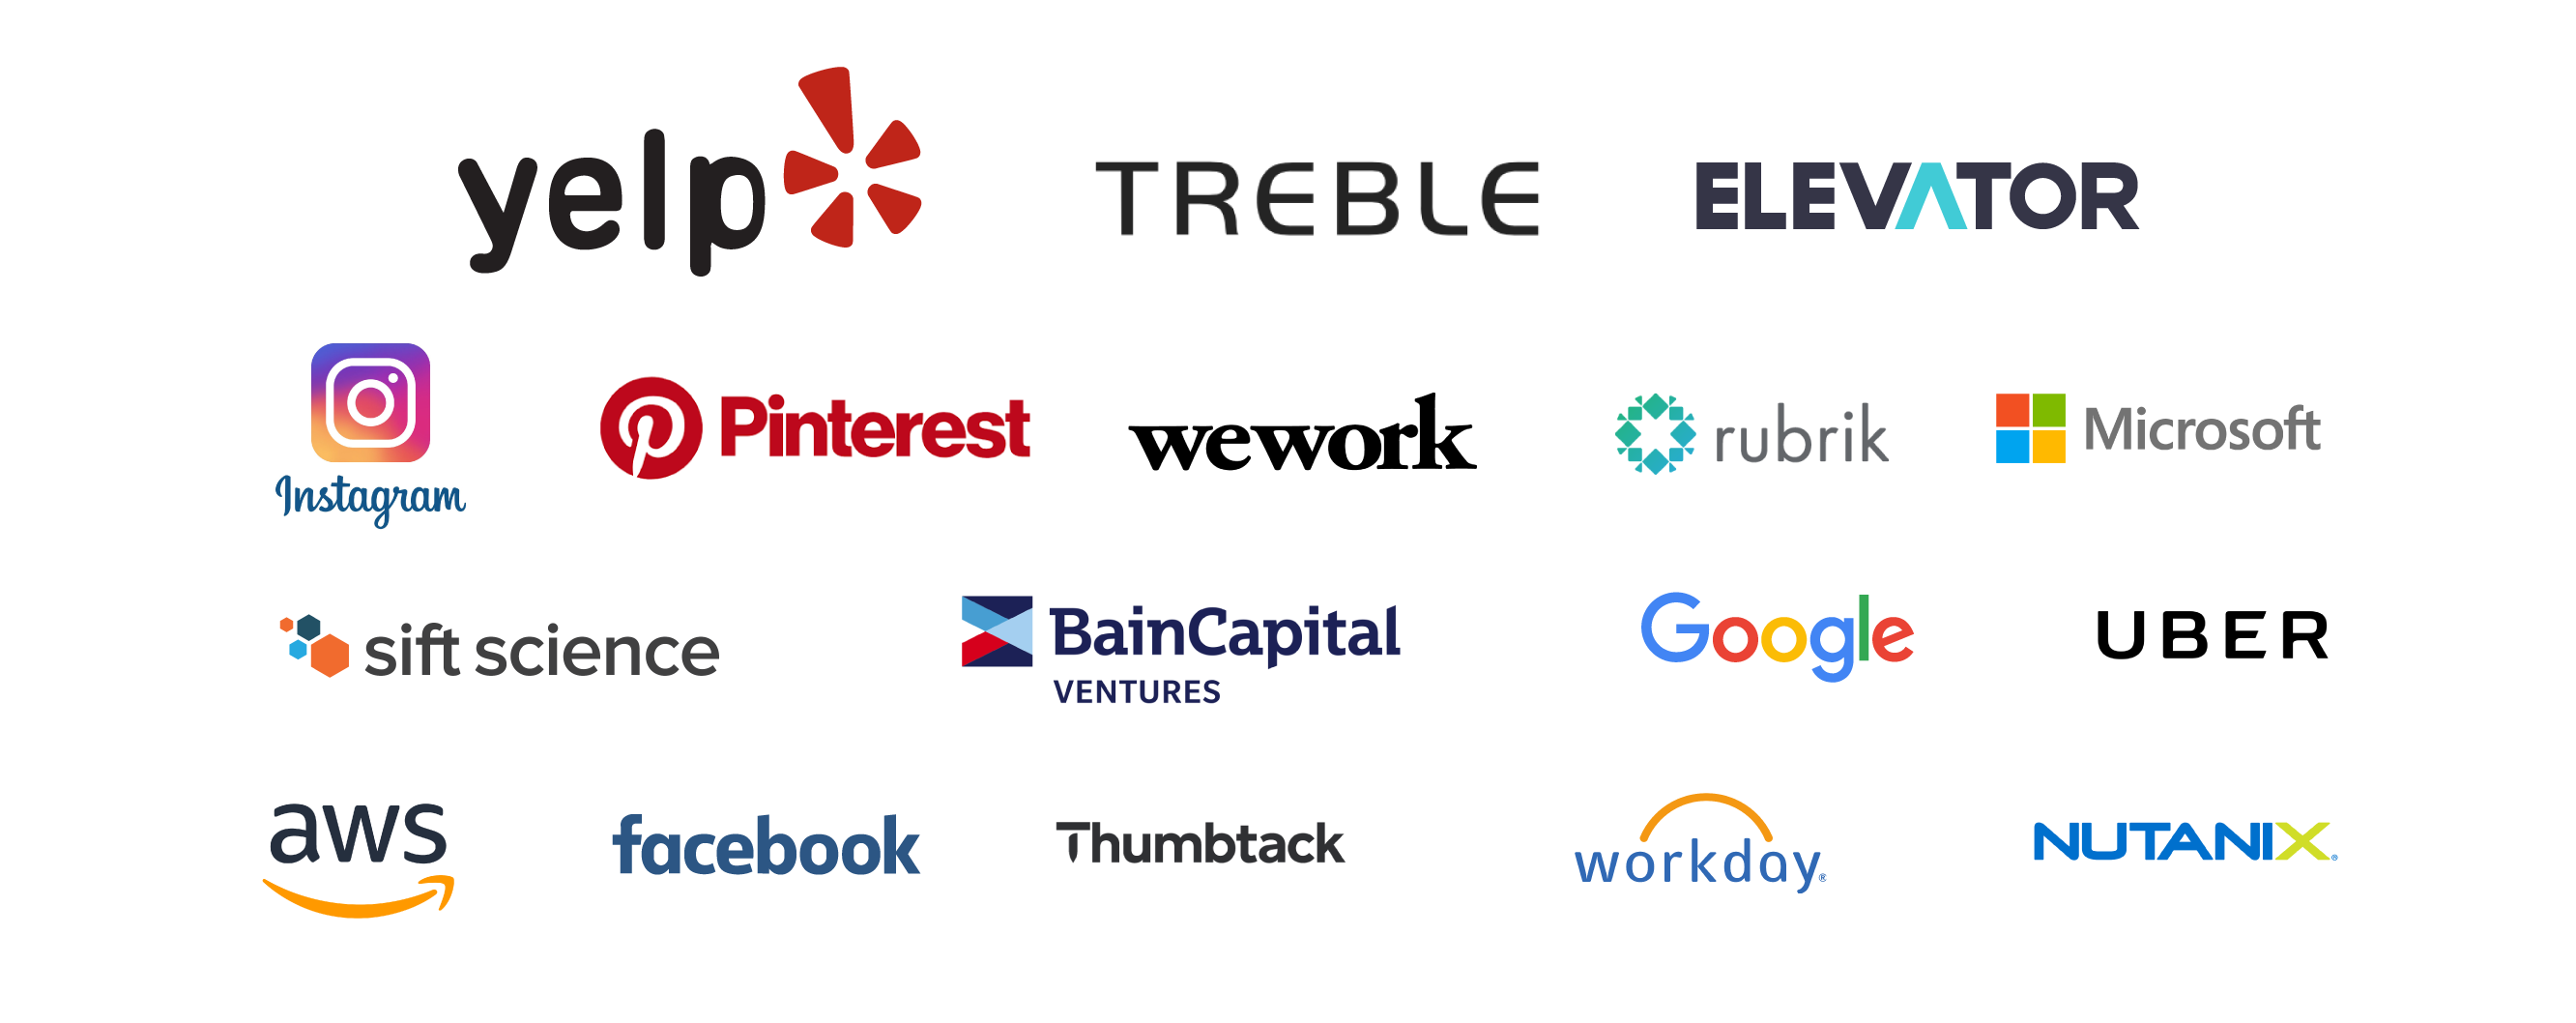 yelp
TREBLE
ELEVATOR
Instagram
Pinterest
wework
rubrik
Microsoft
sift science
BainCapital
VENTURES
Google
UBER
aws
facebook
Thumbtack
workday®
NUTANIX®